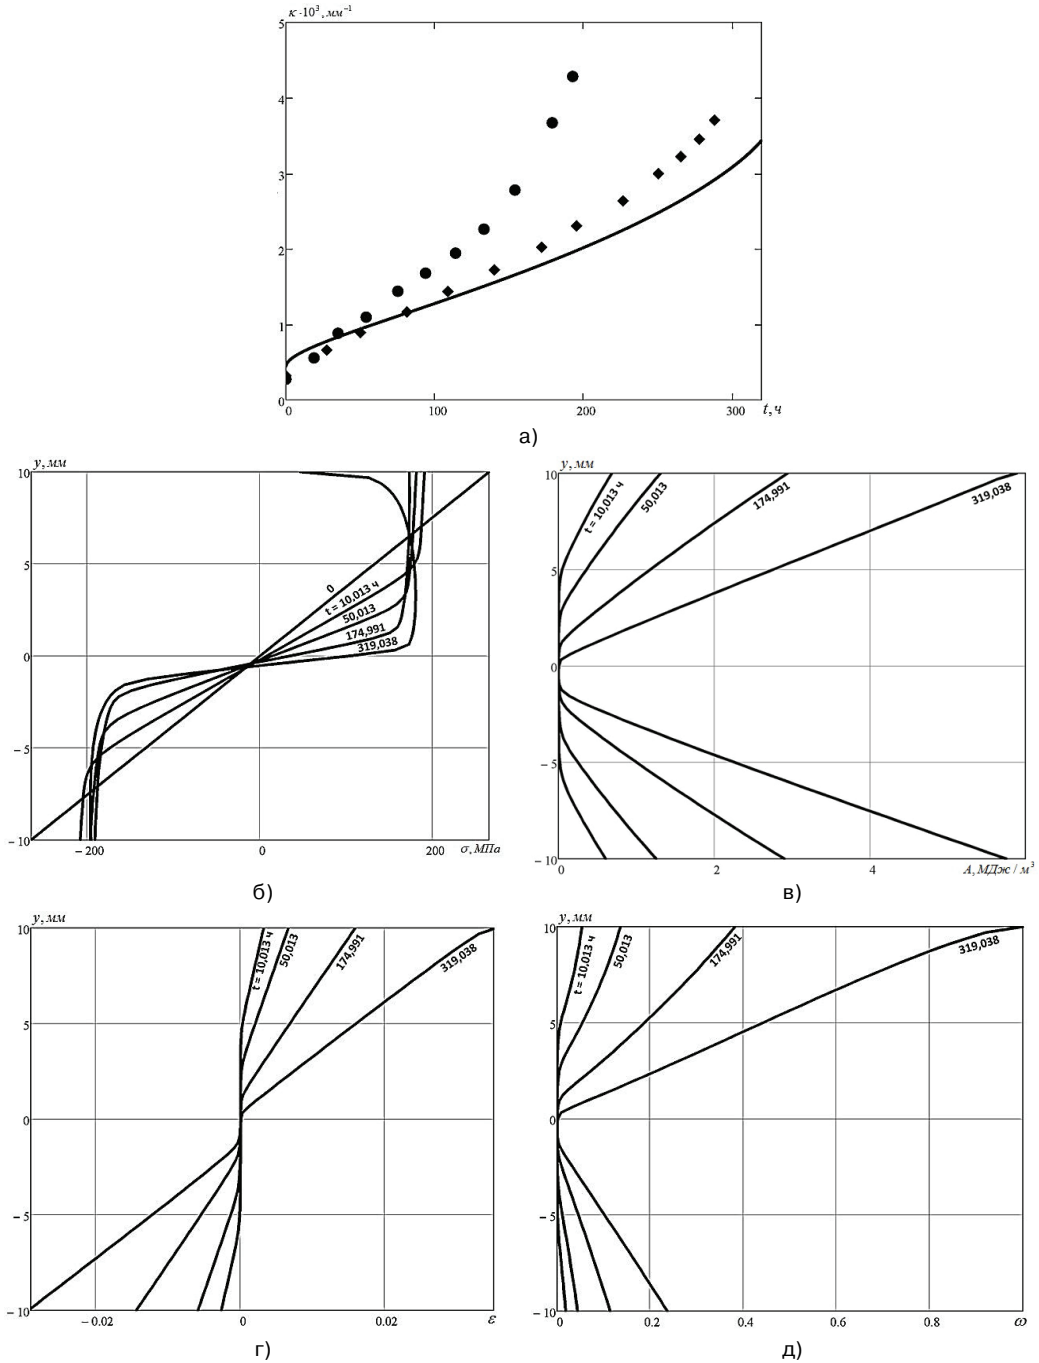 κ·10³, мм⁻¹
5
4
3
2
1
0
0 100 200 300 t, ч
а)
y, мм
10
5
0
−5
−10
0
t = 10,013 ч
50,013
174,991
319,038
−200 0 200 σ, МПа
б)
y, мм
10
5
0
−5
−10
t = 10,013 ч
50,013
174,991
319,038
0 2 4 A, МДж / м³
в)
y, мм
10
5
0
−5
−10
t = 10,013 ч
50,013
174,991
319,038
−0.02 0 0.02 ε
г)
y, мм
10
5
0
−5
−10
t = 10,013 ч
50,013
174,991
319,038
0 0.2 0.4 0.6 0.8 ω
д)